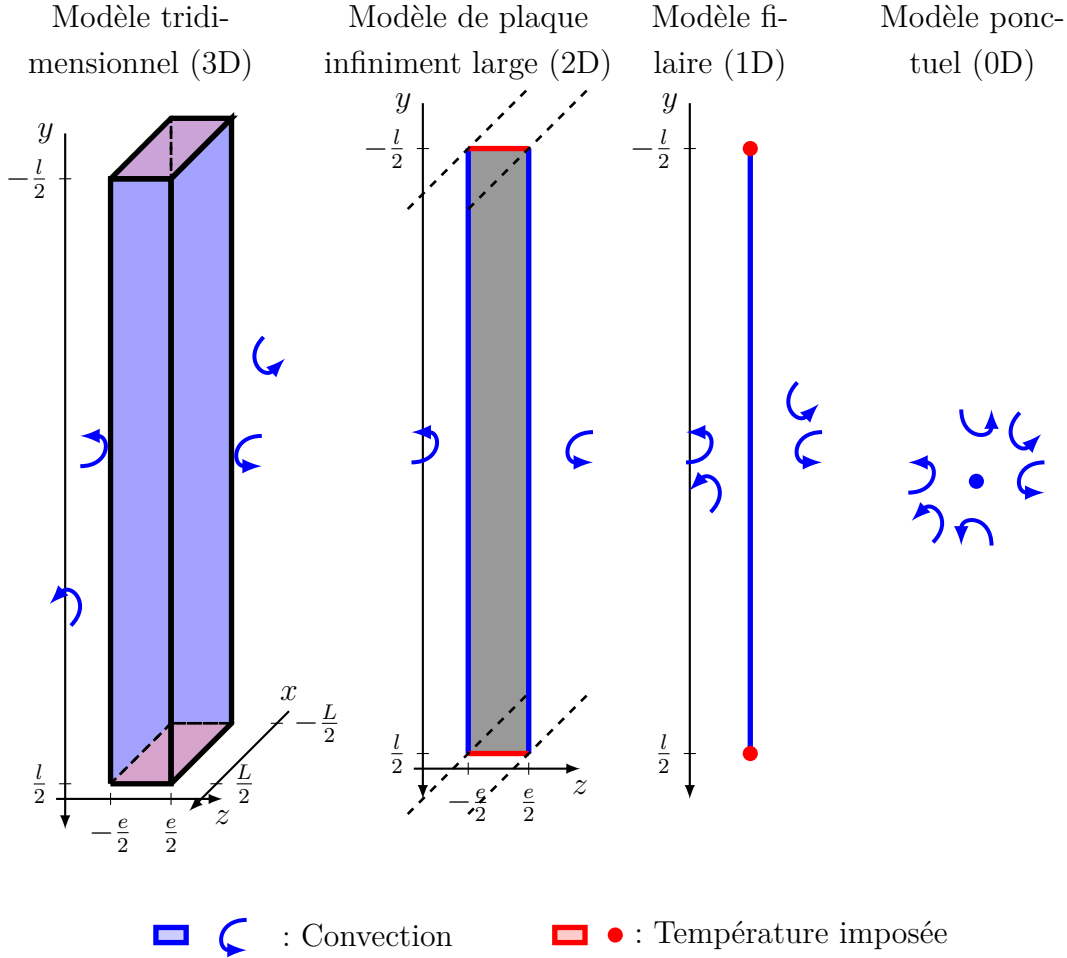 Modèle tridi-
mensionnel (3D)
Modèle de plaque
infiniment large (2D)
Modèle fi-
laire (1D)
Modèle ponc-
tuel (0D)
y
-l/2
l/2
-e/2
e/2
z
x
-L/2
L/2
y
-l/2
l/2
-e/2
e/2
z
y
-l/2
l/2
: Convection
: Température imposée